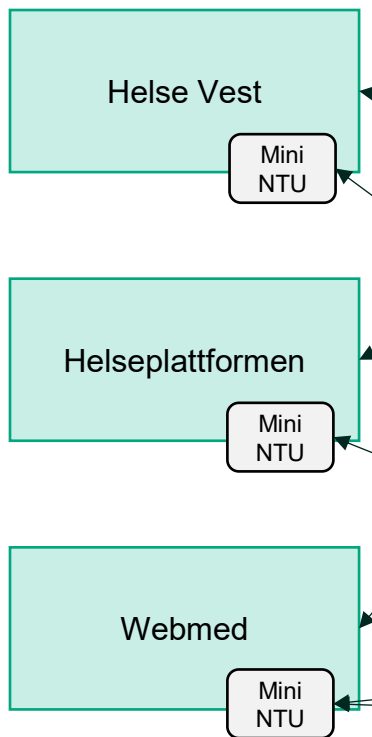 Helse Vest
Mini
NTU
Helseplattformen
Mini
NTU
Webmed
Mini
NTU